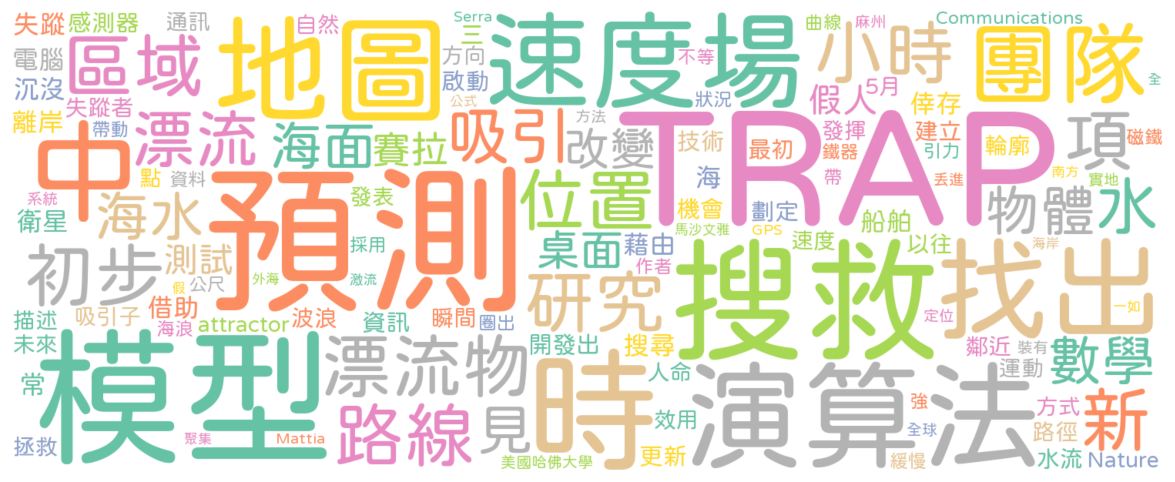 失蹤
感測器
通訊
自然
Serra
三
曲線
麻州
Communications
電腦
區域
地圖
方向
速度場
不等
小時
團隊
全
沉沒
失蹤者
啟動
狀況
假人
5月
倖存
離岸
帶動
漂流
海面
賽拉
公式
吸引
方法
改變
技術
TRAP
最初
發揮
鐵器
建立
引力
輪廓
項
磁鐵
中
點
資料
預測
發表
位置
海
帶
丟進
南方
實地
系統
衛星
海水
採用
桌面
藉由
作者
機會
馬沙文雅
劃定
GPS
速度
船舶
以往
物體
水
海岸
初步
測試
公尺
外海
激流
假
借助
研究
搜救
找出
一如
定位
描述
吸引子
海浪
attractor
波浪
資訊
瞬間
圈出
未來
模型
漂流物
開發出
搜尋
鄰近
裝有
運動
數學
常
路線
見
時
人命
效用
演算法
強
全球
方式
路徑
新
拯救
聚集
Mattia
美國哈佛大學
更新
緩慢
水流
Nature